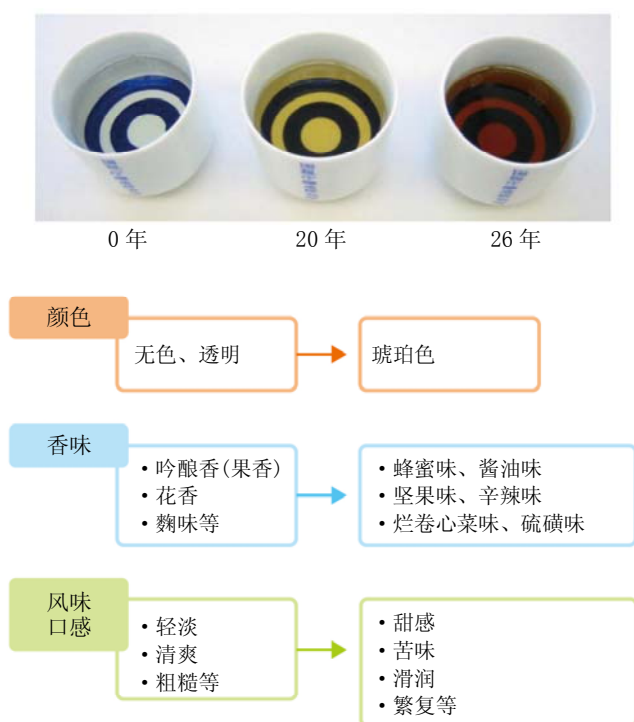 0 年
20 年
26 年
颜色
无色、透明
琥珀色
香味
・吟酿香(果香)
・花香
・麴味等
・蜂蜜味、酱油味
・坚果味、辛辣味
・烂卷心菜味、硫磺味
风味
口感
・轻淡
・清爽
・粗糙等
・甜感
・苦味
・滑润
・繁复等